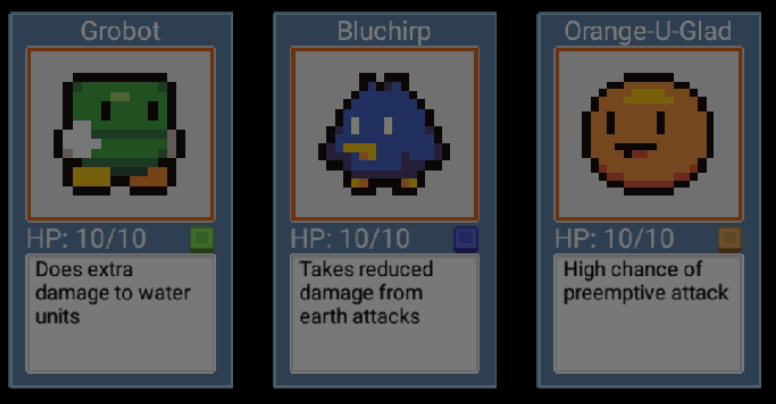 Grobot
HP: 10/10
Does extra
damage to water
units
Bluchirp
HP: 10/10
Takes reduced
damage from
earth attacks
Orange-U-Glad
HP: 10/10
High chance of
preemptive attack